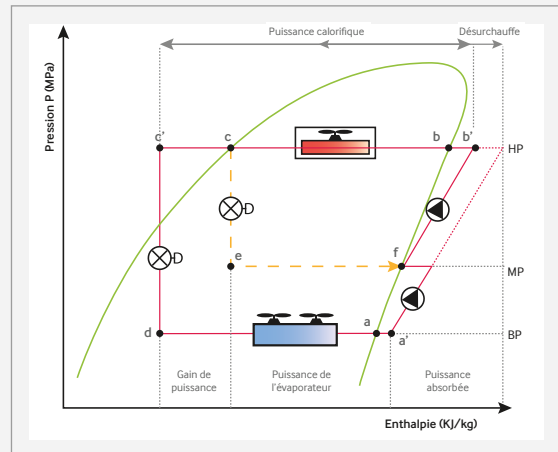 Puissance calorifique
Désurchauffe
Pression P (MPa)
c'
c
b
b'
HP
D
D
e
f
MP
d
a
a'
BP
Gain de
puissance
Puissance de
l'évaporateur
Puissance
absorbée
Enthalpie (KJ/kg)